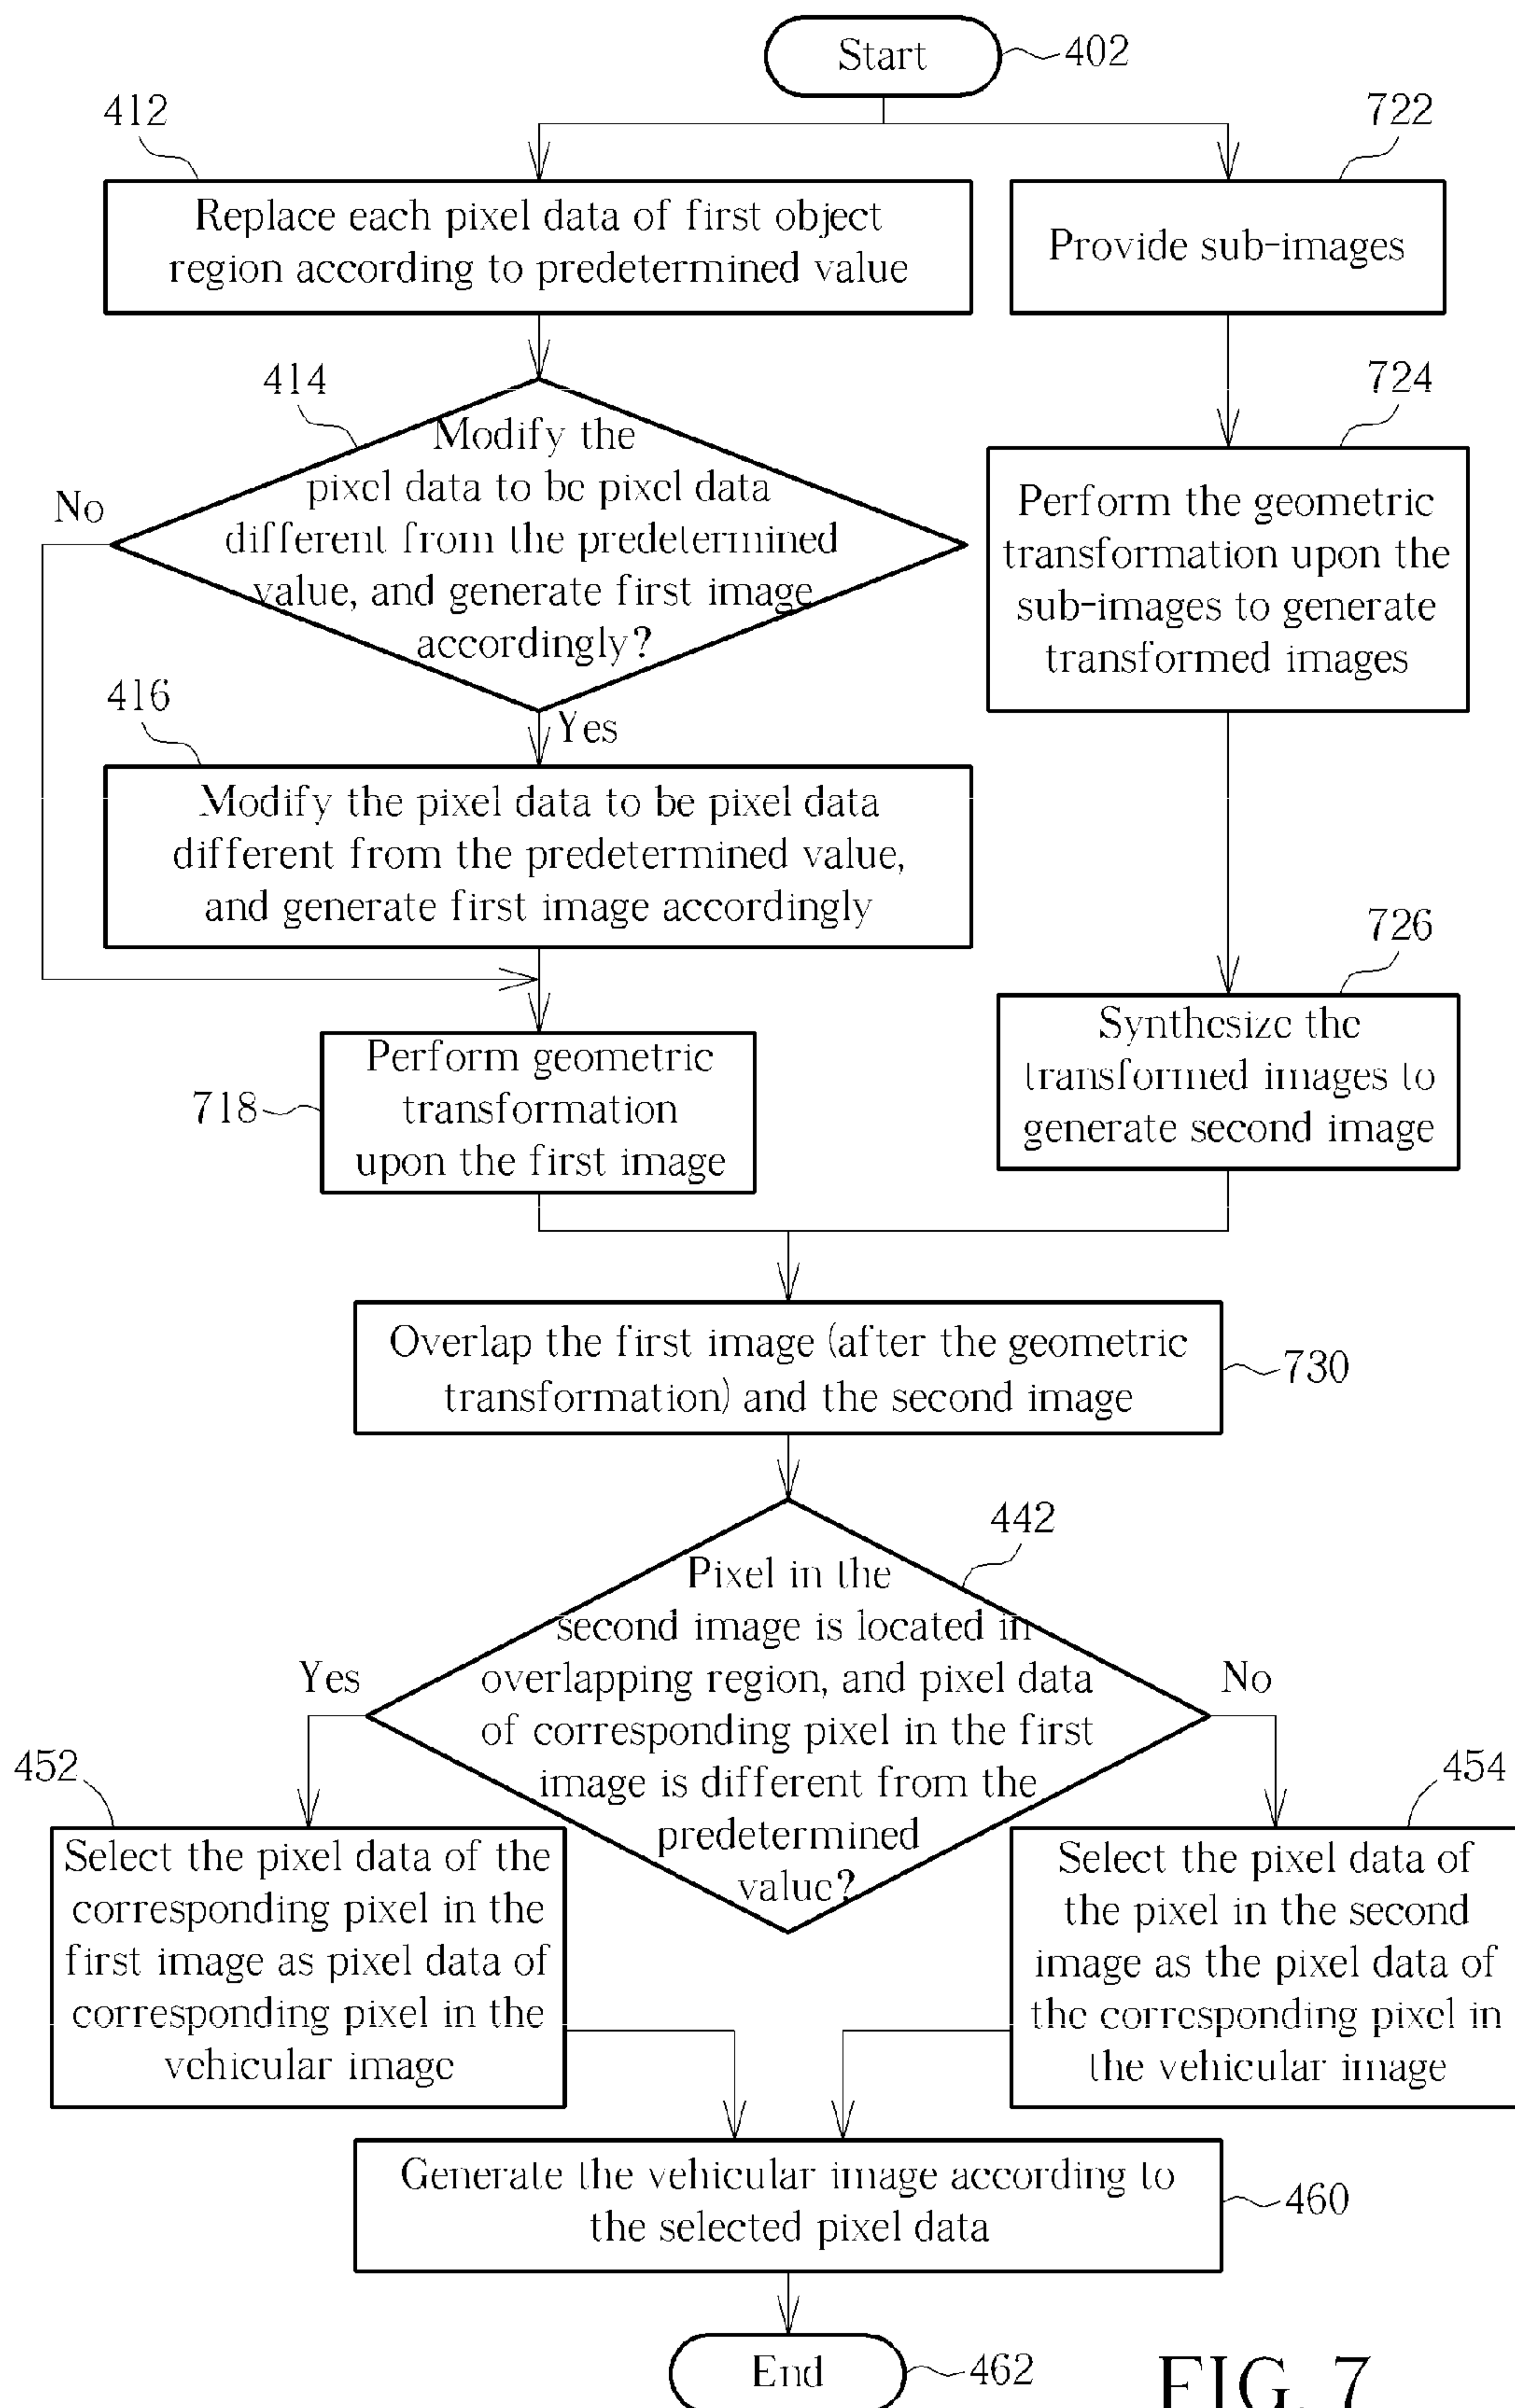 Start
402
412
722
Replace each pixel data of first object
region according to predetermined value
Provide sub-images
414
724
Modify the
pixel data to be pixel data
different from the predetermined
value, and generate first image
accordingly?
No
Perform the geometric
transformation upon the
sub-images to generate
transformed images
416
Yes
Modify the pixel data to be pixel data
different from the predetermined value,
and generate first image accordingly
726
Synthesize the
transformed images to
generate second image
718
Perform geometric
transformation
upon the first image
Overlap the first image (after the geometric
transformation) and the second image
730
442
Pixel in the
second image is located in
overlapping region, and pixel data
of corresponding pixel in the first
image is different from the
predetermined
value?
Yes
No
452
454
Select the pixel data of the
corresponding pixel in the
first image as pixel data of
corresponding pixel in the
vehicular image
Select the pixel data of
the pixel in the second
image as the pixel data of
the corresponding pixel in
the vehicular image
Generate the vehicular image according to
the selected pixel data
460
End
462
FIG. 7